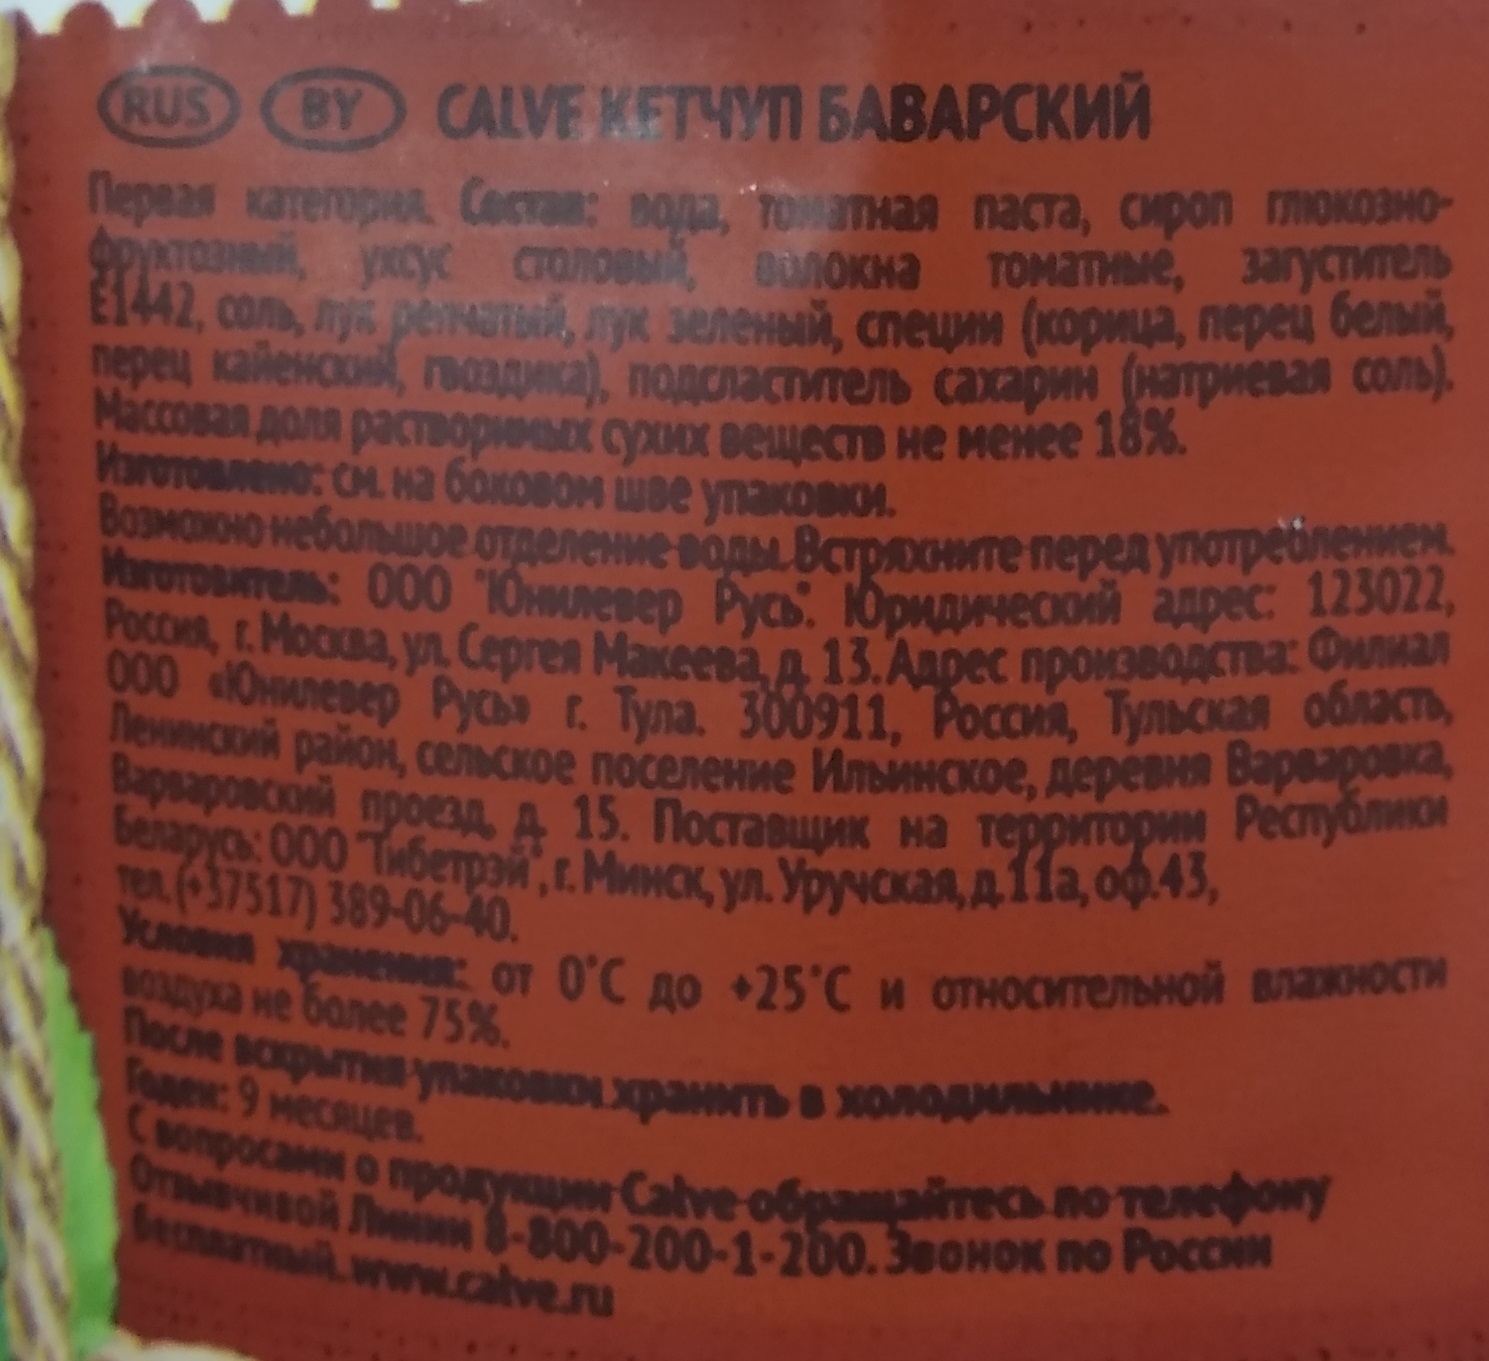 RUS BY CALVE КЕТЧУП БАВАРСКИЙ
Первая категория. Состав: вода, томатная паста, сироп глюкозно-
фруктозный, уксус столовый, волокна томатные, загуститель
Е1442, соль, лук репчатый, лук зеленый, специи (корица, перец белый,
перец кайенский, гвоздика), подсластитель сахарин (натриевая соль).
Массовая доля растворимых сухих веществ не менее 18%.
Изготовлено: см. на боковом шве упаковки.
Возможно небольшое отделение воды. Встряхните перед употреблением.
Изготовитель: ООО "Юнилевер Русь". Юридический адрес: 123022,
Россия, г. Москва, ул. Сергея Макеева, д. 13. Адрес производства: Филиал
ООО «Юнилевер Русь» г. Тула. 300911, Россия, Тульская область,
Ленинский район, сельское поселение Ильинское, деревня Варваровка,
Варваровский проезд, д. 15. Поставщик на территории Республики
Беларусь: ООО "Тибетрэй", г. Минск, ул. Уручская, д.11а, оф.43,
тел. (+37517) 389-06-40.
Условия хранения: от 0°С до +25°С и относительной влажности
воздуха не более 75%.
После вскрытия упаковки хранить в холодильнике.
Годен: 9 месяцев.
С вопросами о продукции Calve обращайтесь по телефону
Отзывчивой Линии 8-800-200-1-200. Звонок по России
бесплатный. www.calve.ru